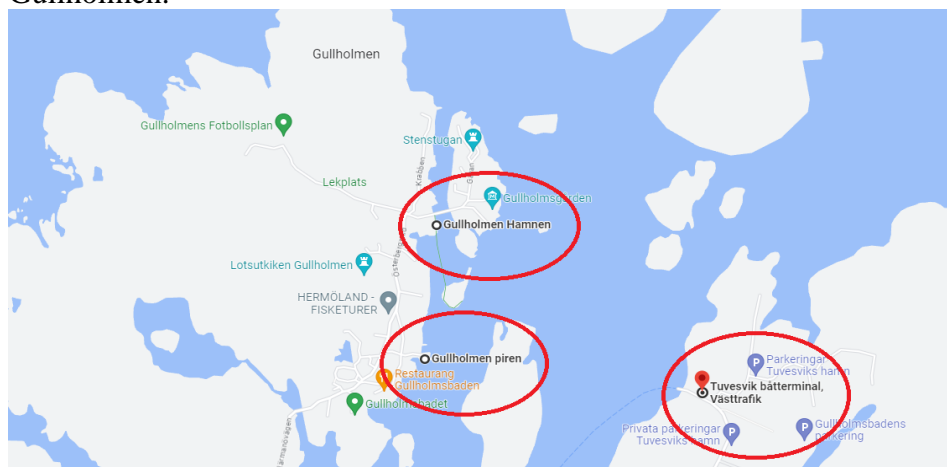 Gullholmen.
Gullholmen
Gullholmens Fotbollsplan
Stenstugan
Lekplats
Krabben
Gullholmsgården
Gullholmen Hamnen
Lotsutkiken Gullholmen
HERMÖLAND -
FISKETURER
Gullholmen piren
Restaurang
Gullholmsbaden
Gullholmsbadet
Parkeringar
Tuvesviks hamn
Tuvesvik båtterminal,
Västtrafik
Privata parkeringar
Tuvesviks hamn
Gullholmsbadens
parkering